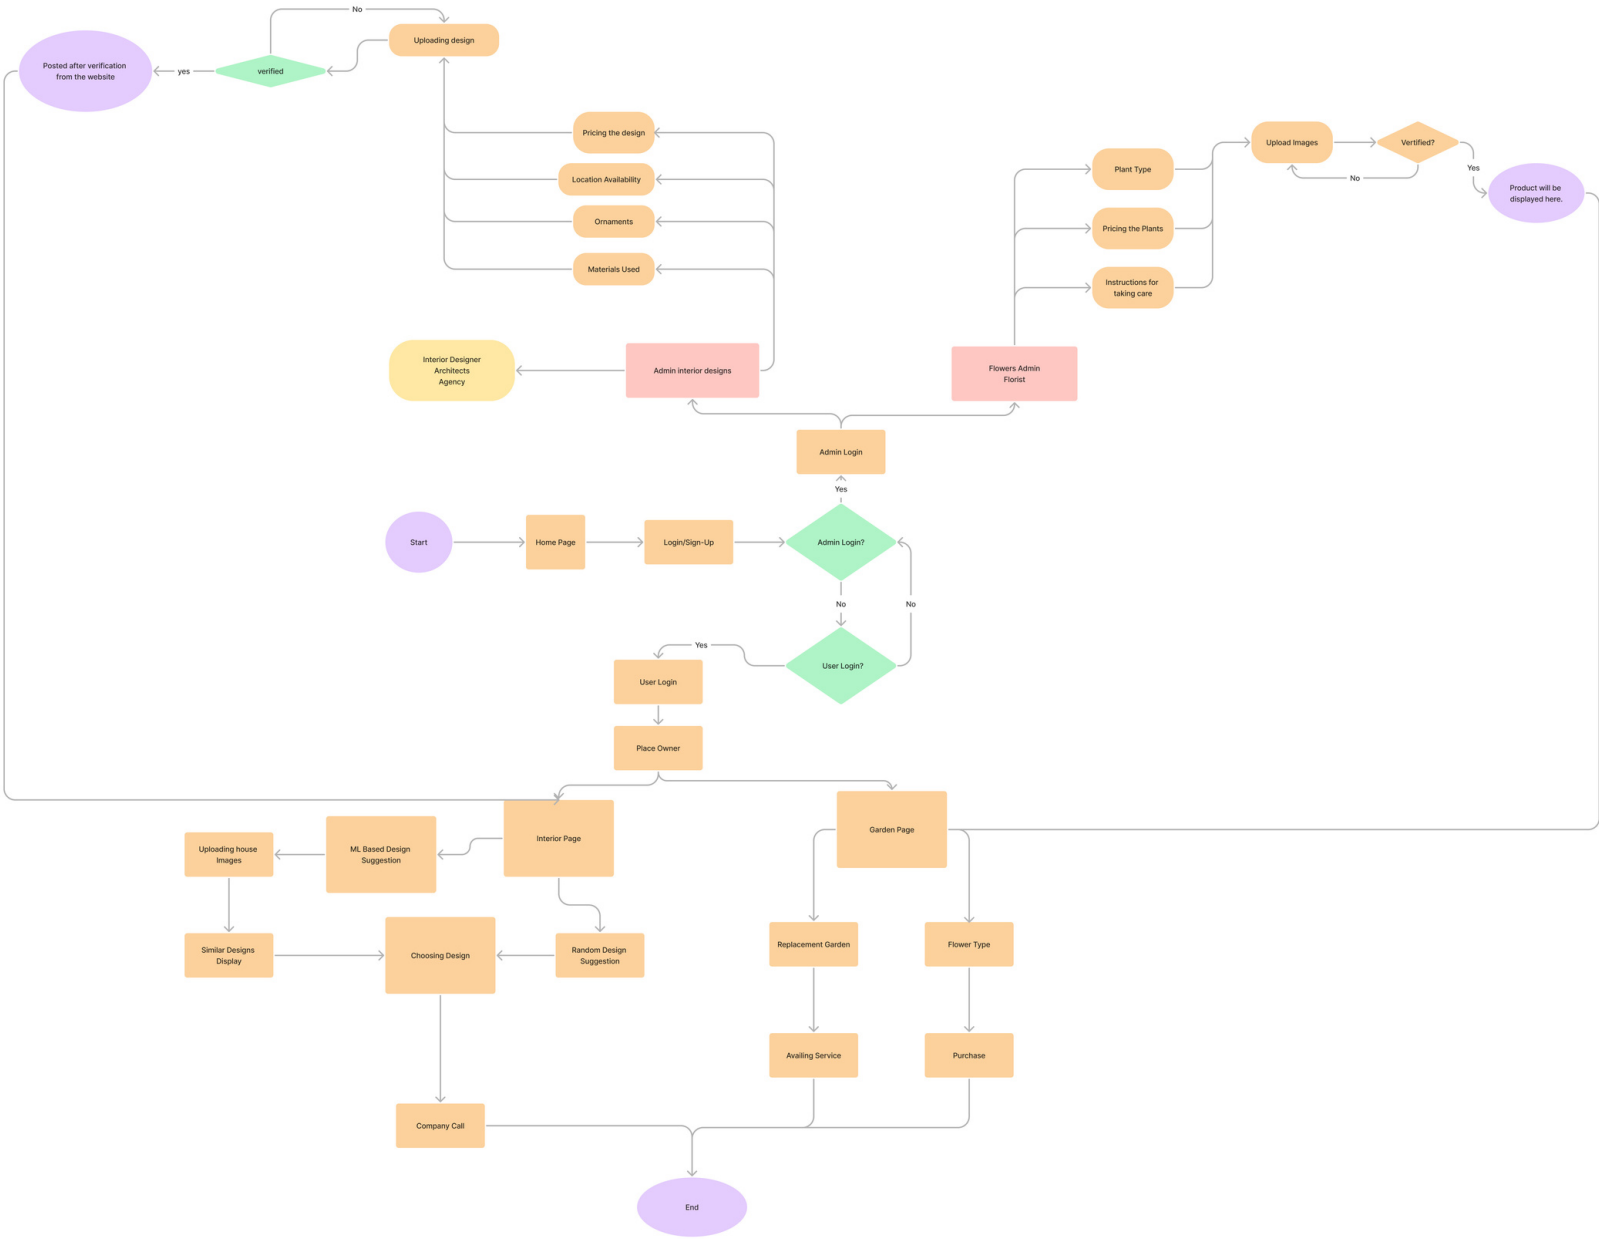 No
Uploading design
Posted after verification
from the website
yes
verified
Pricing the design
Location Availability
Ornaments
Materials Used
Plant Type
Pricing the Plants
Instructions for
taking care
Upload Images
Vertified?
No
Yes
Product will be
displayed here.
Interior Designer
Architects
Agency
Admin interior designs
Flowers Admin
Florist
Admin Login
Yes
Start
Home Page
Login/Sign-Up
Admin Login?
No
No
Yes
User Login?
User Login
Place Owner
Interior Page
Garden Page
Uploading house
Images
ML Based Design
Suggestion
Similar Designs
Display
Choosing Design
Random Design
Suggestion
Replacement Garden
Flower Type
Availing Service
Purchase
Company Call
End